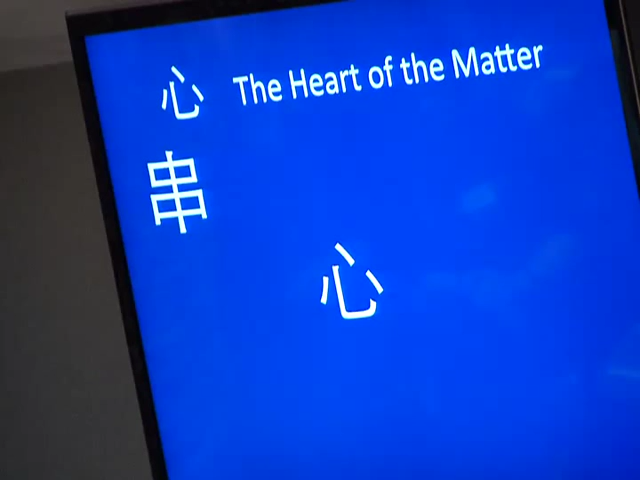 心 The Heart of the Matter
串
心